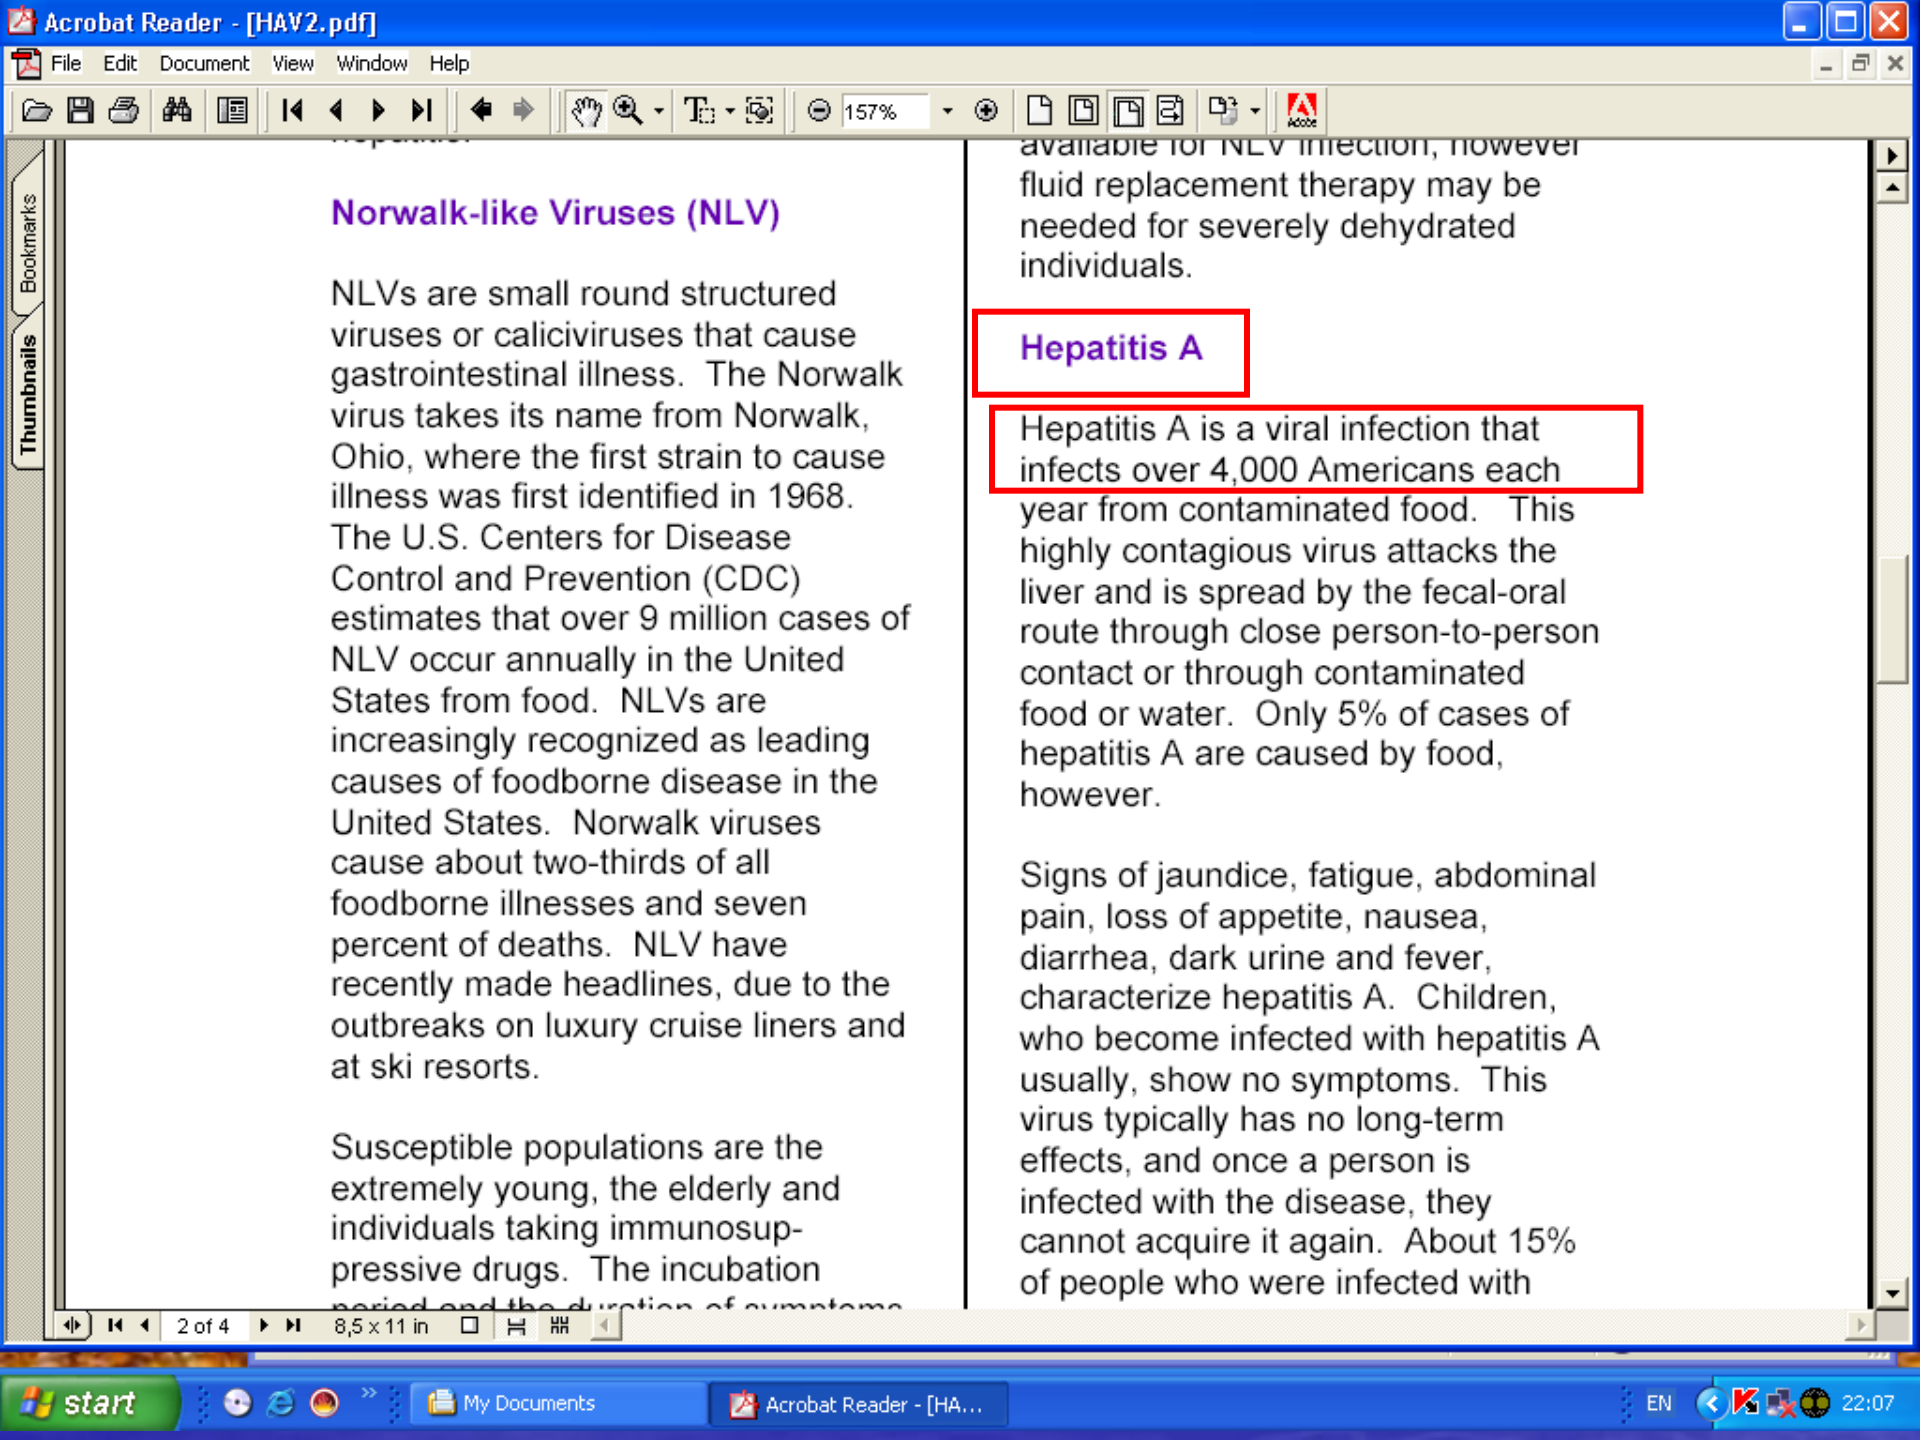 Acrobat Reader - [HAV2.pdf]
File Edit Document View Window Help
157%
Adobe
Bookmarks
Thumbnails
hepatitis.
Norwalk-like Viruses (NLV)
NLVs are small round structured
viruses or caliciviruses that cause
gastrointestinal illness. The Norwalk
virus takes its name from Norwalk,
Ohio, where the first strain to cause
illness was first identified in 1968.
The U.S. Centers for Disease
Control and Prevention (CDC)
estimates that over 9 million cases of
NLV occur annually in the United
States from food. NLVs are
increasingly recognized as leading
causes of foodborne disease in the
United States. Norwalk viruses
cause about two-thirds of all
foodborne illnesses and seven
percent of deaths. NLV have
recently made headlines, due to the
outbreaks on luxury cruise liners and
at ski resorts.
Susceptible populations are the
extremely young, the elderly and
individuals taking immunosup-
pressive drugs. The incubation
period and the duration of symptoms
available for NLV infection, however
fluid replacement therapy may be
needed for severely dehydrated
individuals.
Hepatitis A
Hepatitis A is a viral infection that
infects over 4,000 Americans each
year from contaminated food. This
highly contagious virus attacks the
liver and is spread by the fecal-oral
route through close person-to-person
contact or through contaminated
food or water. Only 5% of cases of
hepatitis A are caused by food,
however.
Signs of jaundice, fatigue, abdominal
pain, loss of appetite, nausea,
diarrhea, dark urine and fever,
characterize hepatitis A. Children,
who become infected with hepatitis A
usually, show no symptoms. This
virus typically has no long-term
effects, and once a person is
infected with the disease, they
cannot acquire it again. About 15%
of people who were infected with
2 of 4 8,5 x 11 in
start My Documents Acrobat Reader - [HA... EN 22:07